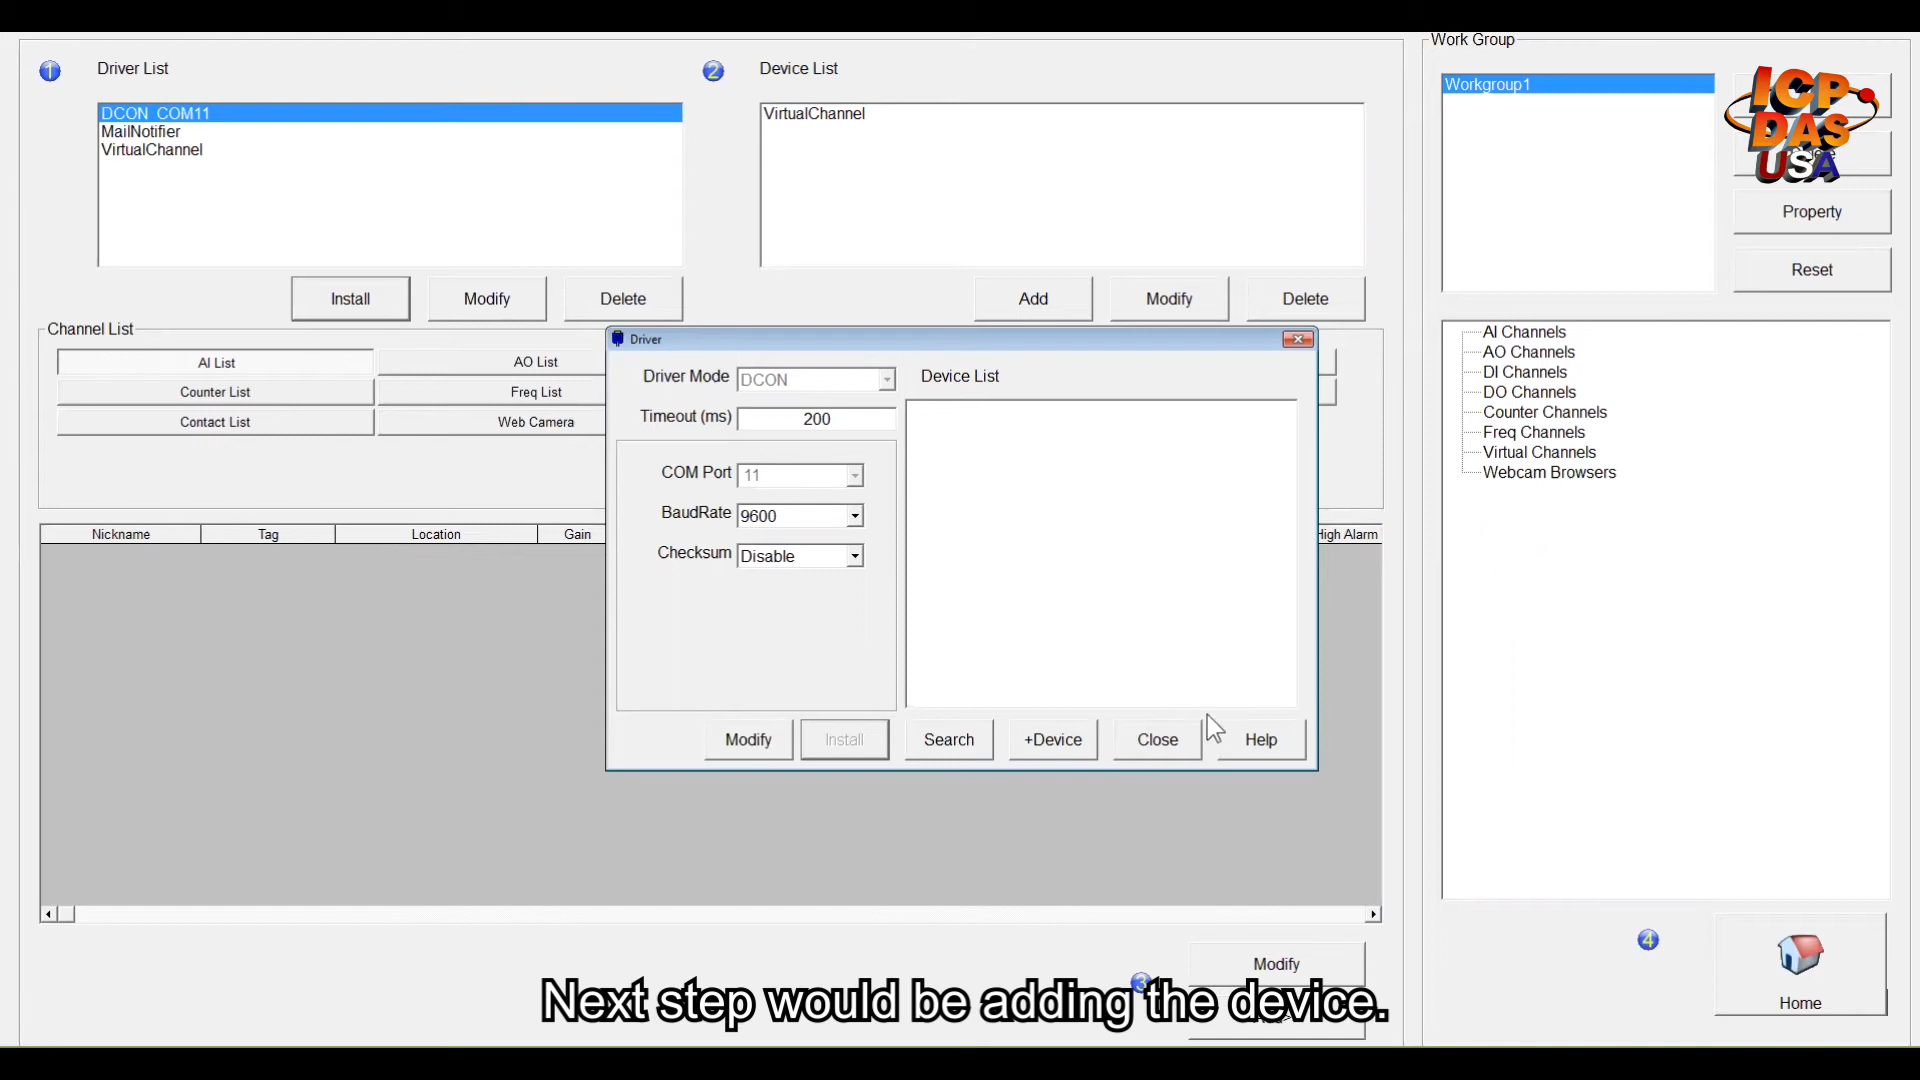 Work Group
1
Driver List
2
Device List
DCON_COM11
MailNotifier
VirtualChannel
VirtualChannel
Workgroup1
ICP
DAS
USA
Property
Reset
Install
Modify
Delete
Add
Modify
Delete
Channel List
AI List
AO List
Counter List
Freq List
Contact List
Web Camera
Driver
Driver Mode
DCON
Device List
Timeout (ms)
200
COM Port
11
BaudRate
9600
Checksum
Disable
Modify
Install
Search
+Device
Close
Help
AI Channels
AO Channels
DI Channels
DO Channels
Counter Channels
Freq Channels
Virtual Channels
Webcam Browsers
Nickname
Tag
Location
Gain
High Alarm
3
Modify
4
Home
Next step would be adding the device.